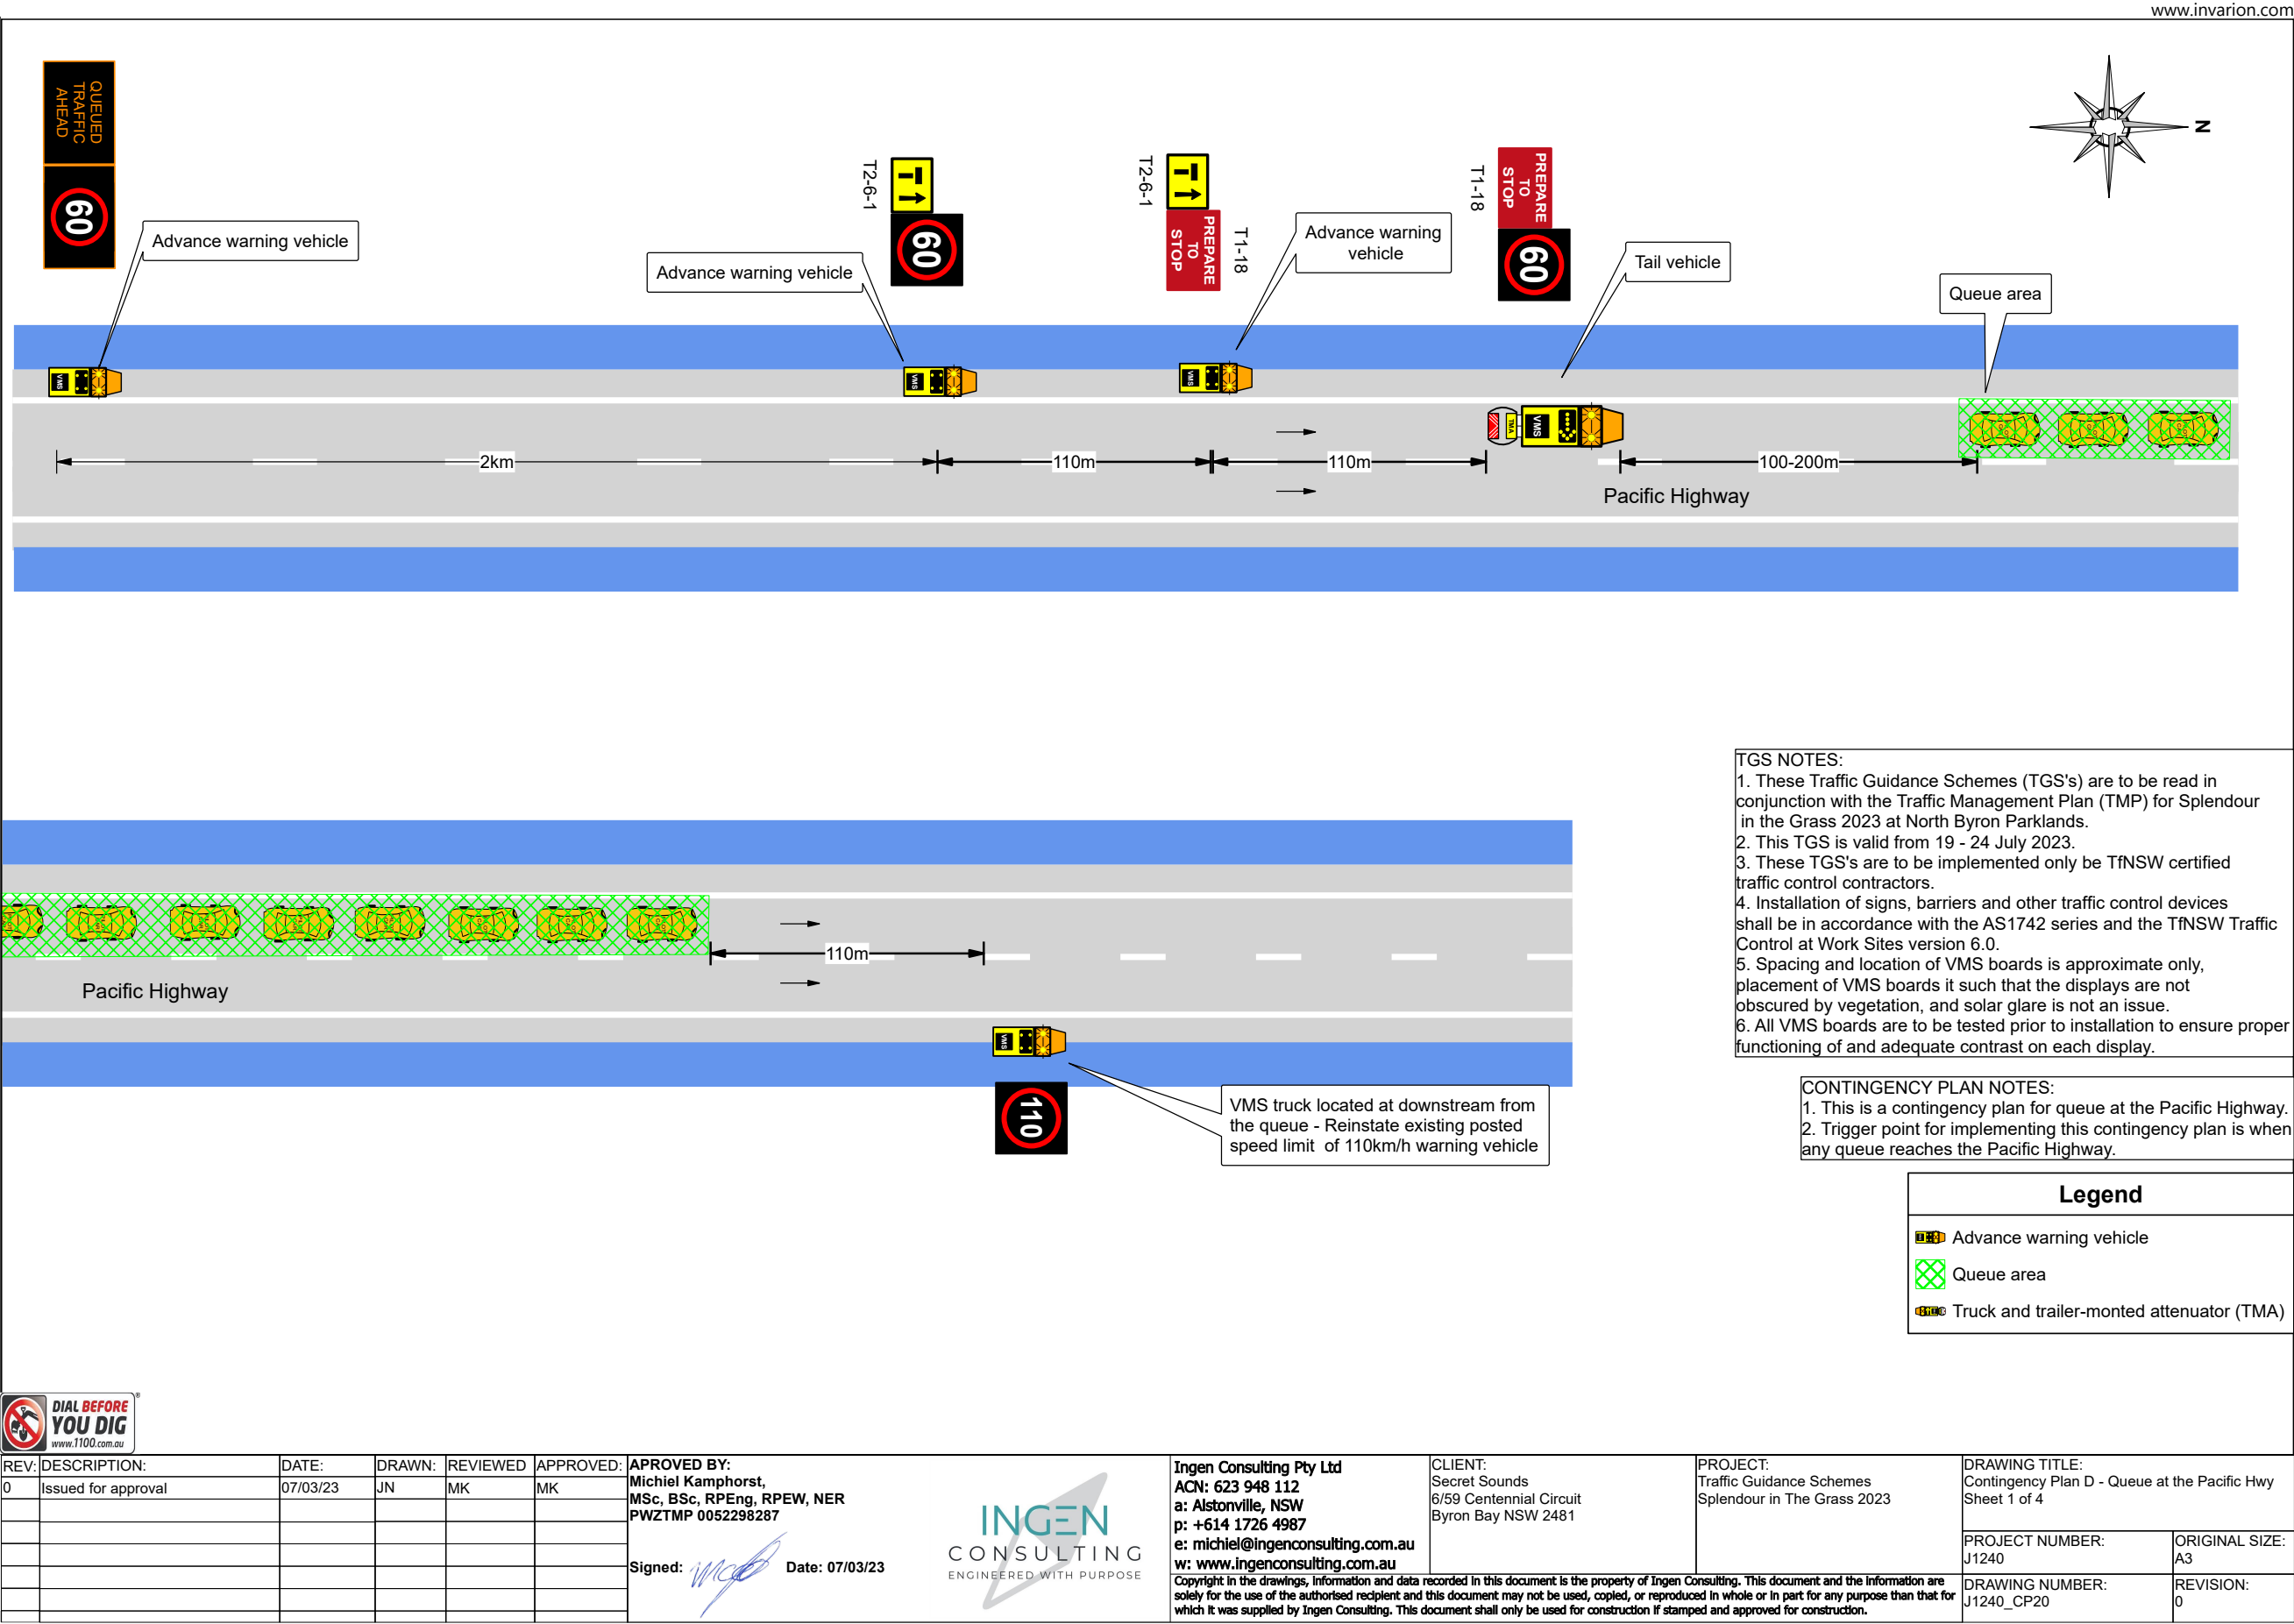 www.invarion.com
QUEUED
TRAFFIC
AHEAD
60
Advance warning vehicle
T2-6-1
60
Advance warning vehicle
T2-6-1
PREPARE
TO
STOP
T1-18
Advance warning
vehicle
T1-18
PREPARE
TO
STOP
60
Tail vehicle
Queue area
N
VMS
VMS
VMS
TMA
VMS
2km
110m
110m
100-200m
Pacific Highway
110m
Pacific Highway
VMS
110
VMS truck located at downstream from
the queue - Reinstate existing posted
speed limit of 110km/h warning vehicle
TGS NOTES:
1. These Traffic Guidance Schemes (TGS's) are to be read in
conjunction with the Traffic Management Plan (TMP) for Splendour
in the Grass 2023 at North Byron Parklands.
2. This TGS is valid from 19 - 24 July 2023.
3. These TGS's are to be implemented only be TfNSW certified
traffic control contractors.
4. Installation of signs, barriers and other traffic control devices
shall be in accordance with the AS1742 series and the TfNSW Traffic
Control at Work Sites version 6.0.
5. Spacing and location of VMS boards is approximate only,
placement of VMS boards it such that the displays are not
obscured by vegetation, and solar glare is not an issue.
6. All VMS boards are to be tested prior to installation to ensure proper
functioning of and adequate contrast on each display.
CONTINGENCY PLAN NOTES:
1. This is a contingency plan for queue at the Pacific Highway.
2. Trigger point for implementing this contingency plan is when
any queue reaches the Pacific Highway.
Legend
Advance warning vehicle
Queue area
Truck and trailer-monted attenuator (TMA)
DIAL BEFORE
YOU DIG
www.1100.com.au
REV: DESCRIPTION: DATE: DRAWN: REVIEWED APPROVED:
0 Issued for approval 07/03/23 JN MK MK
APROVED BY:
Michiel Kamphorst,
MSc, BSc, RPEng, RPEW, NER
PWZTMP 0052298287
Signed: Date: 07/03/23
INGEN
CONSULTING
ENGINEERED WITH PURPOSE
Ingen Consulting Pty Ltd
ACN: 623 948 112
a: Alstonville, NSW
p: +614 1726 4987
e: michiel@ingenconsulting.com.au
w: www.ingenconsulting.com.au
Copyright in the drawings, information and data recorded in this document is the property of Ingen Consulting. This document and the information are
solely for the use of the authorised recipient and this document may not be used, copied, or reproduced in whole or in part for any purpose than that for
which it was supplied by Ingen Consulting. This document shall only be used for construction if stamped and approved for construction.
CLIENT:
Secret Sounds
6/59 Centennial Circuit
Byron Bay NSW 2481
PROJECT:
Traffic Guidance Schemes
Splendour in The Grass 2023
DRAWING TITLE:
Contingency Plan D - Queue at the Pacific Hwy
Sheet 1 of 4
PROJECT NUMBER:
J1240
ORIGINAL SIZE:
A3
DRAWING NUMBER:
J1240_CP20
REVISION:
0